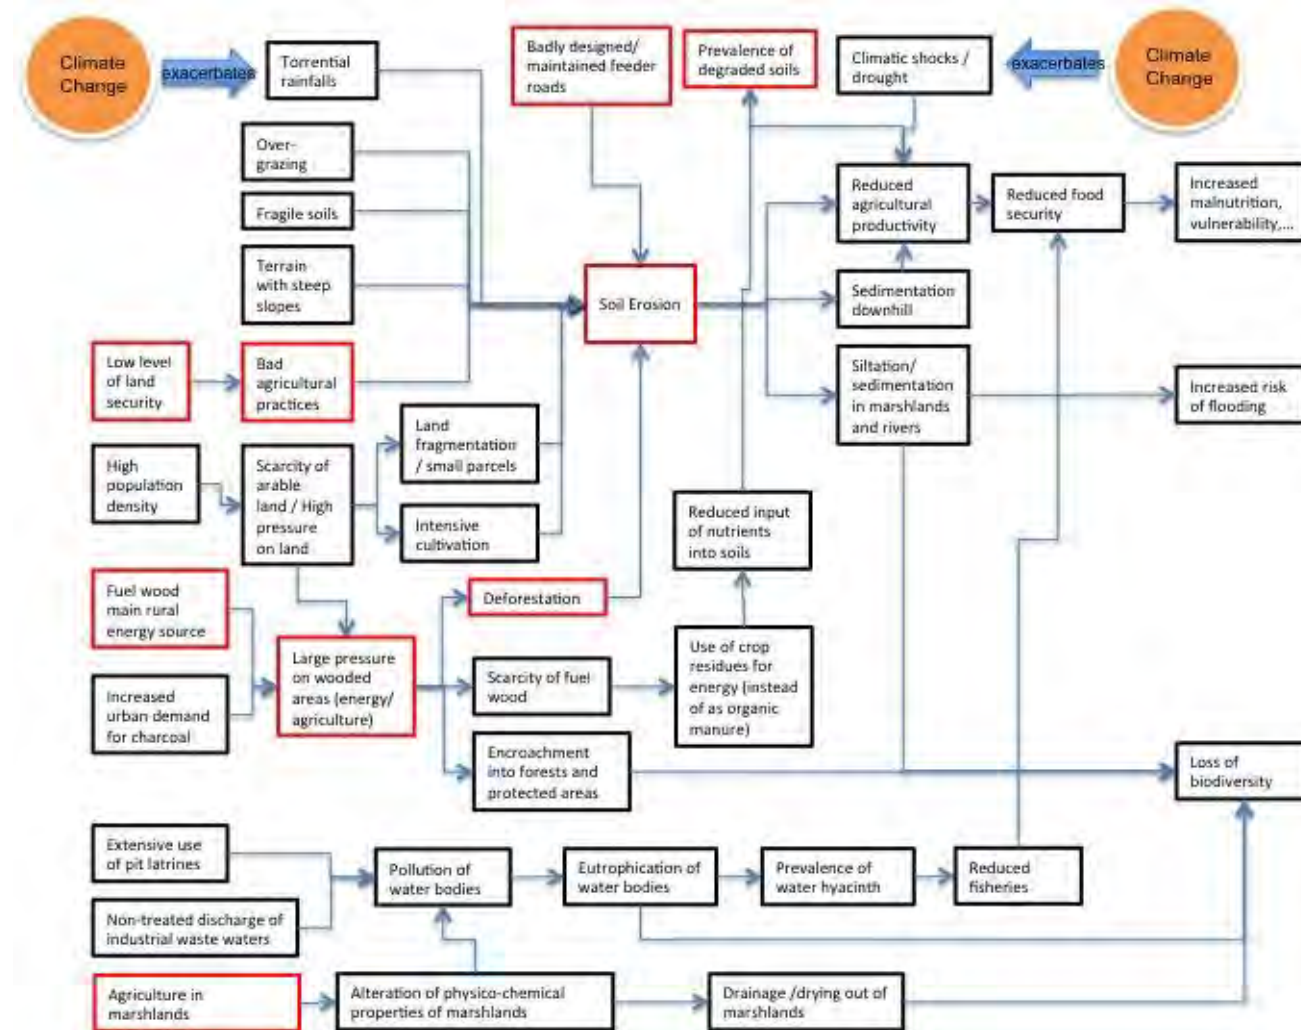 Climate
Change
exacerbates
Torrential
rainfalls
Badly designed/
maintained feeder
roads
Prevalence of
degraded soils
Climatic shocks /
drought
exacerbates
Climate
Change
Over-
grazing
Fragile soils
Terrain
with steep
slopes
Low level
of land
security
Bad
agricultural
practices
Soil Erosion
Reduced
agricultural
productivity
Reduced food
security
Increased
malnutrition,
vulnerability,...
Sedimentation
downhill
Siltation/
sedimentation
in marshlands
and rivers
Increased risk
of flooding
High
population
density
Scarcity of
arable
land / High
pressure
on land
Land
fragmentation
/ small parcels
Intensive
cultivation
Reduced input
of nutrients
into soils
Fuel wood
main rural
energy source
Increased
urban demand
for charcoal
Large pressure
on wooded
areas (energy/
agriculture)
Deforestation
Scarcity of fuel
wood
Use of crop
residues for
energy (instead
of as organic
manure)
Encroachment
into forests and
protected areas
Loss of
biodiversity
Extensive use
of pit latrines
Non-treated discharge of
industrial waste waters
Pollution of
water bodies
Eutrophication of
water bodies
Prevalence of
water hyacinth
Reduced
fisheries
Agriculture in
marshlands
Alteration of physico-chemical
properties of marshlands
Drainage /drying out of
marshlands